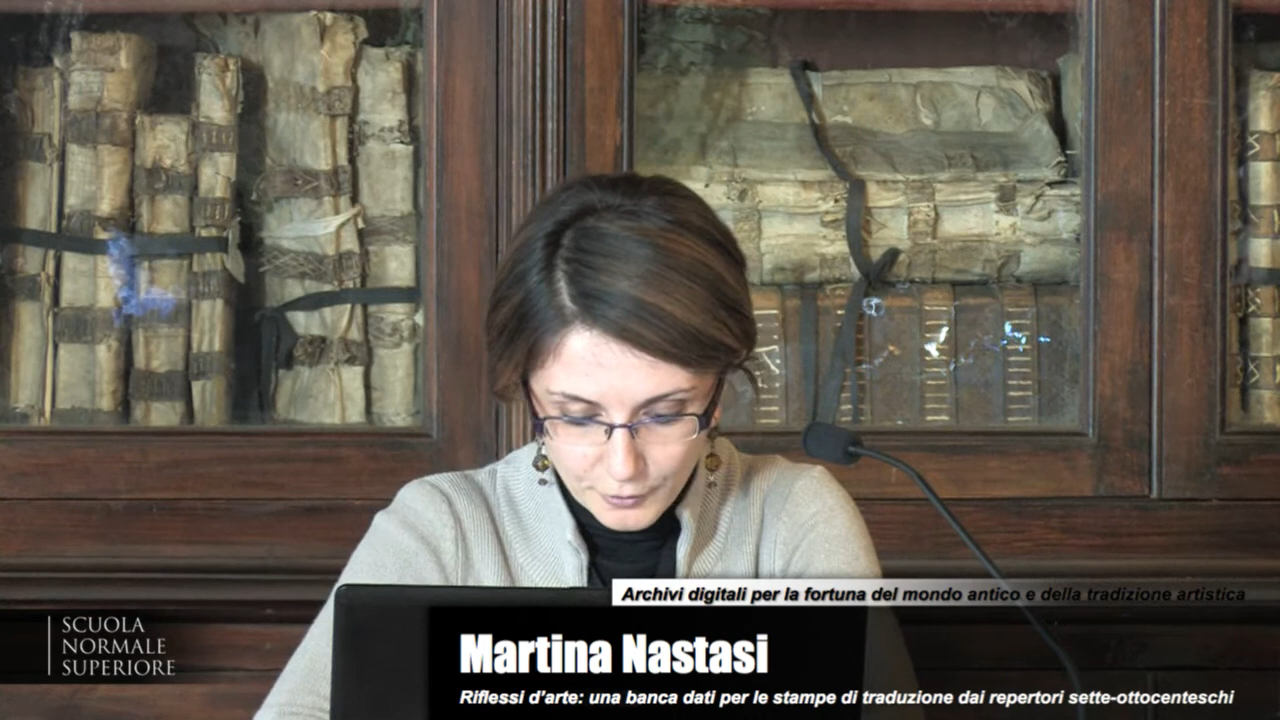 Archivi digitali per la fortuna del mondo antico e della tradizione artistica
SCUOLA
NORMALE
SUPERIORE
Martina Nastasi
Riflessi d'arte: una banca dati per le stampe di traduzione dai repertori sette-ottocenteschi